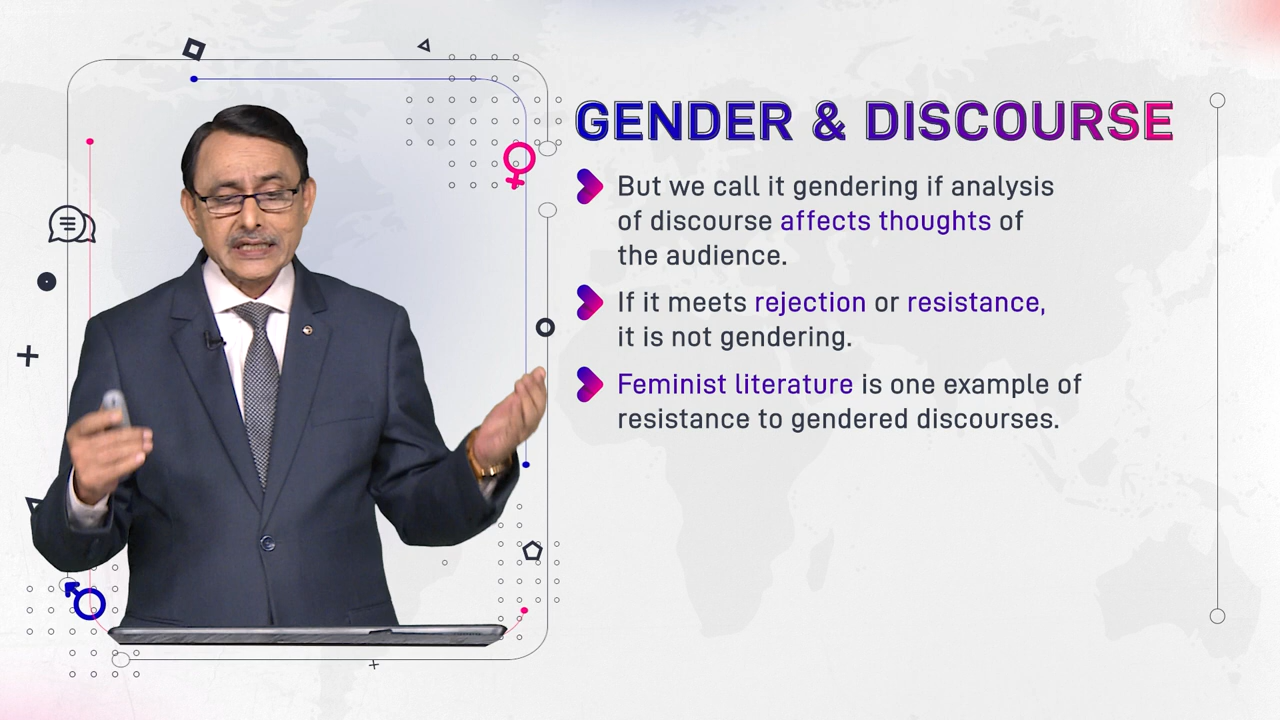 GENDER & DISCOURSE
But we call it gendering if analysis
of discourse affects thoughts of
the audience.
If it meets rejection or resistance,
it is not gendering.
Feminist literature is one example of
resistance to gendered discourses.